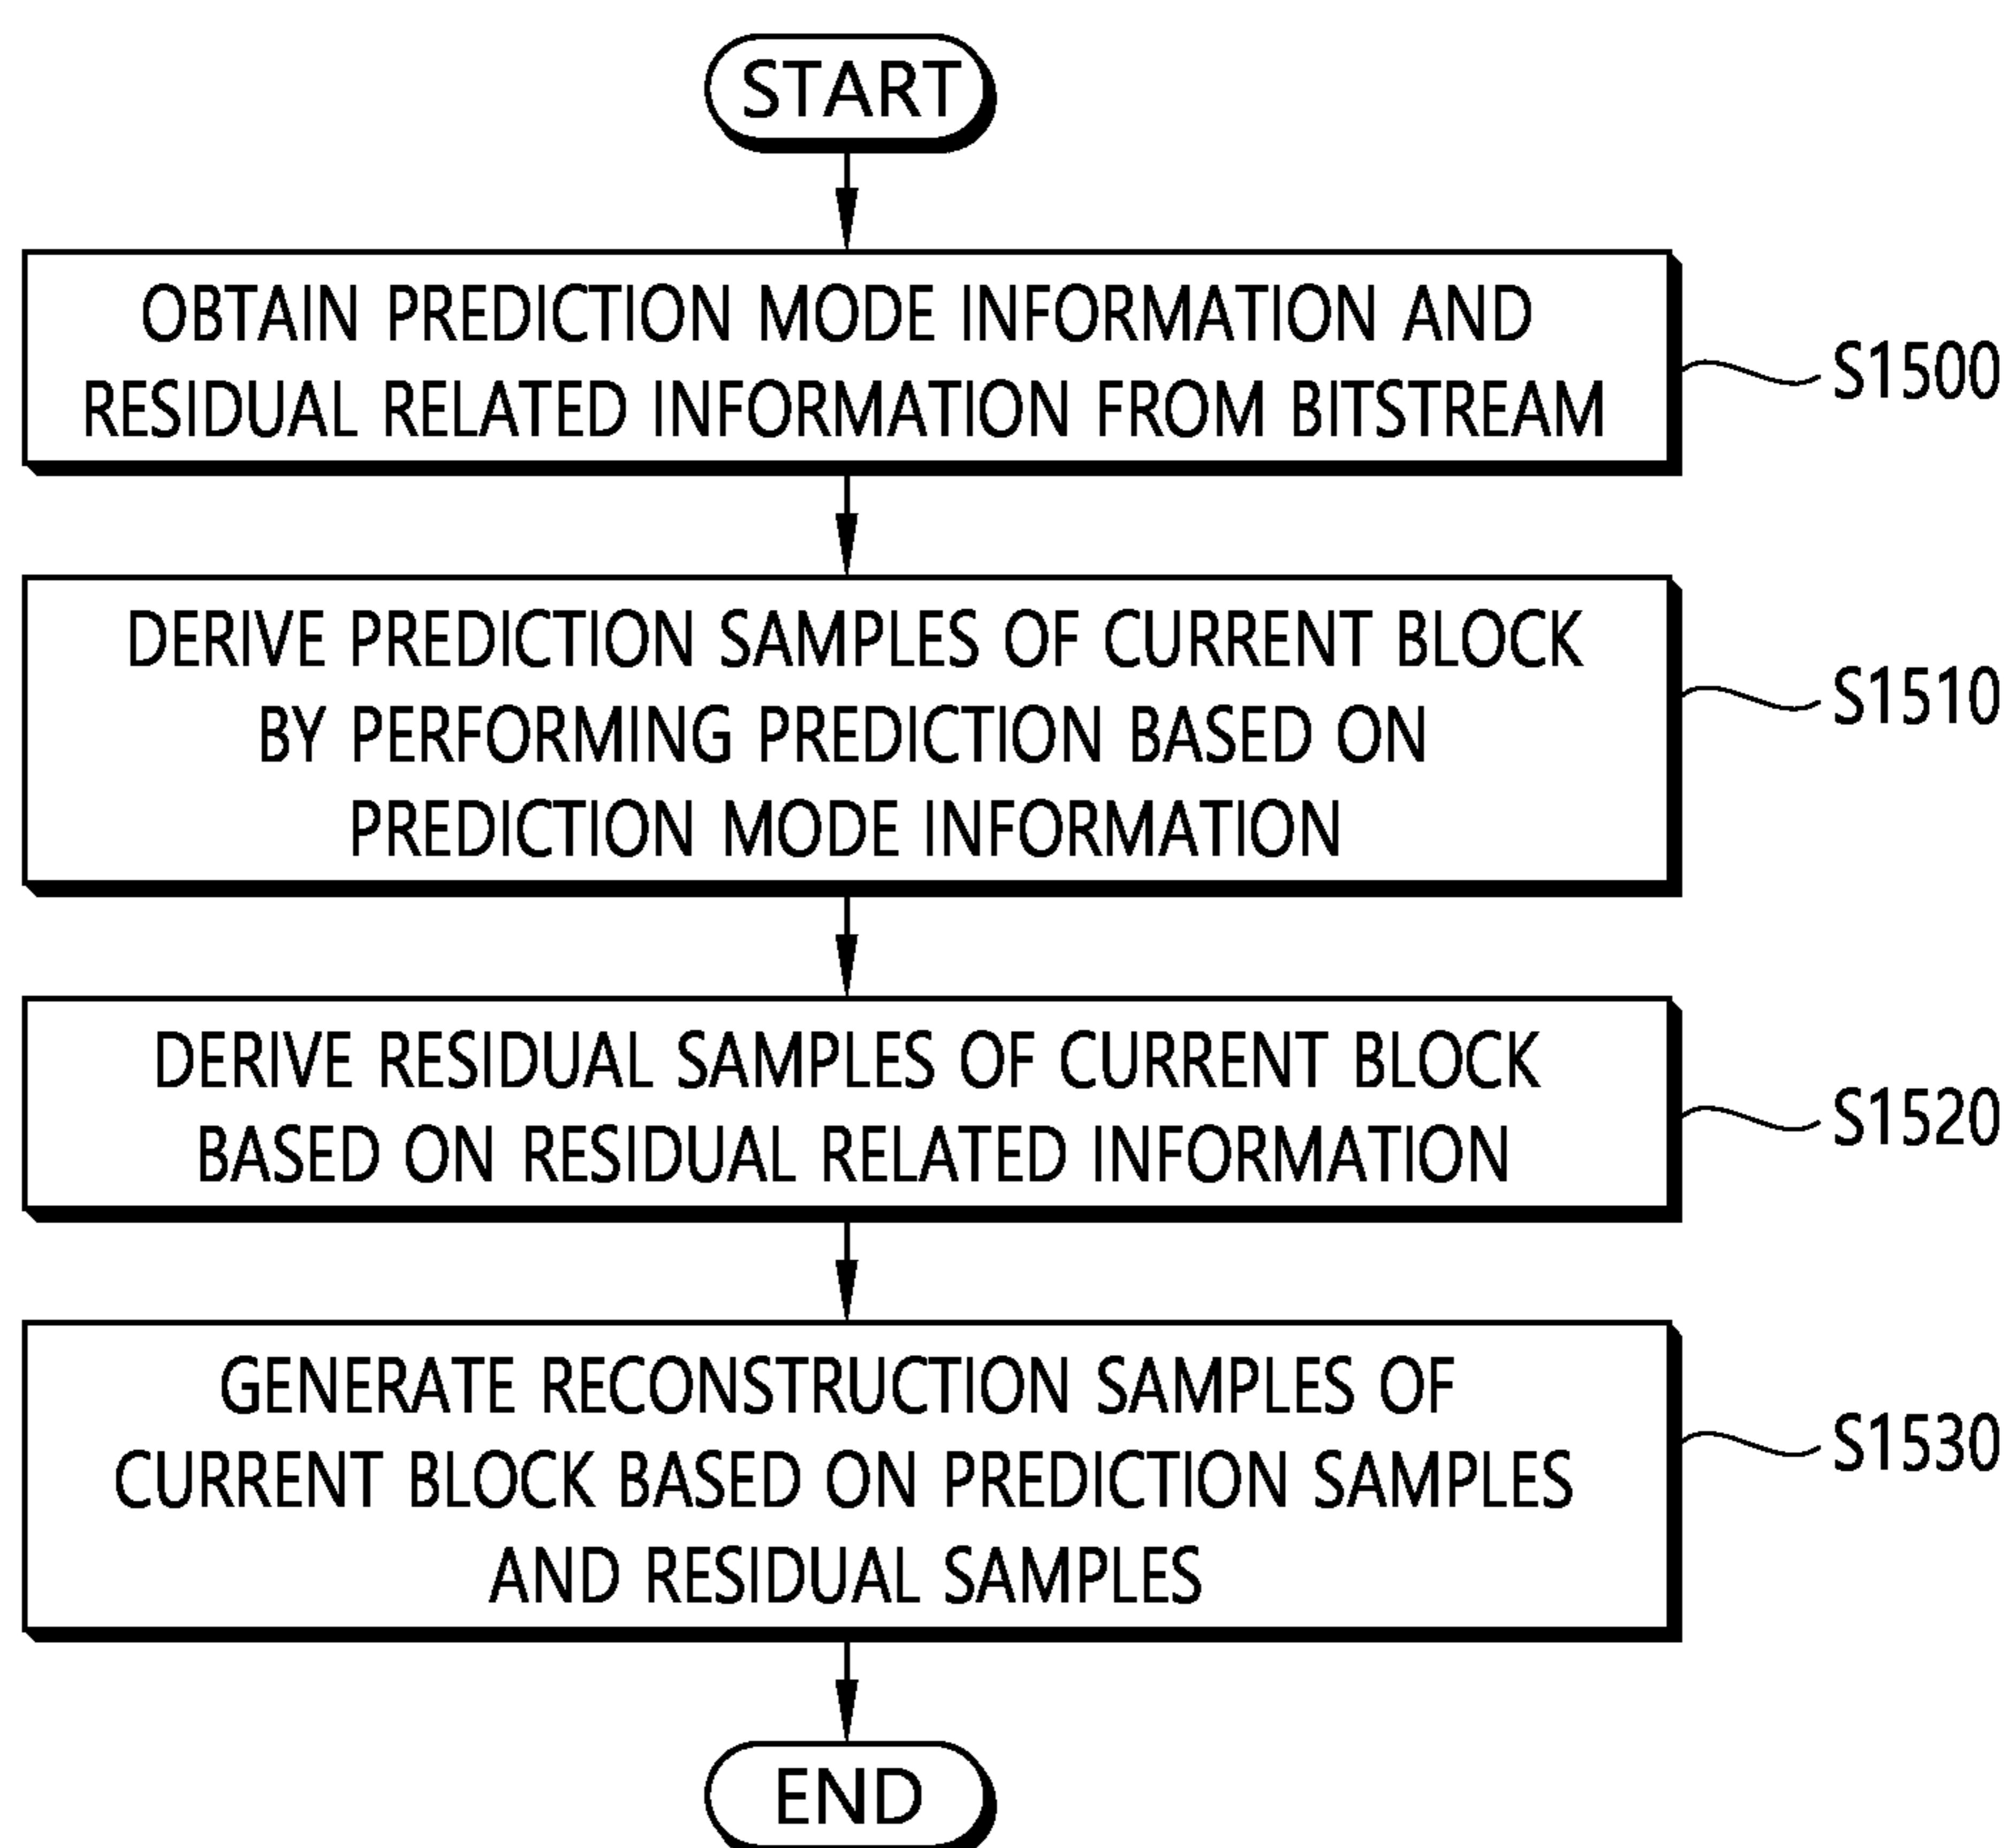 START
OBTAIN PREDICTION MODE INFORMATION AND
RESIDUAL RELATED INFORMATION FROM BITSTREAM
S1500
DERIVE PREDICTION SAMPLES OF CURRENT BLOCK
BY PERFORMING PREDICTION BASED ON
PREDICTION MODE INFORMATION
S1510
DERIVE RESIDUAL SAMPLES OF CURRENT BLOCK
BASED ON RESIDUAL RELATED INFORMATION
S1520
GENERATE RECONSTRUCTION SAMPLES OF
CURRENT BLOCK BASED ON PREDICTION SAMPLES
AND RESIDUAL SAMPLES
S1530
END